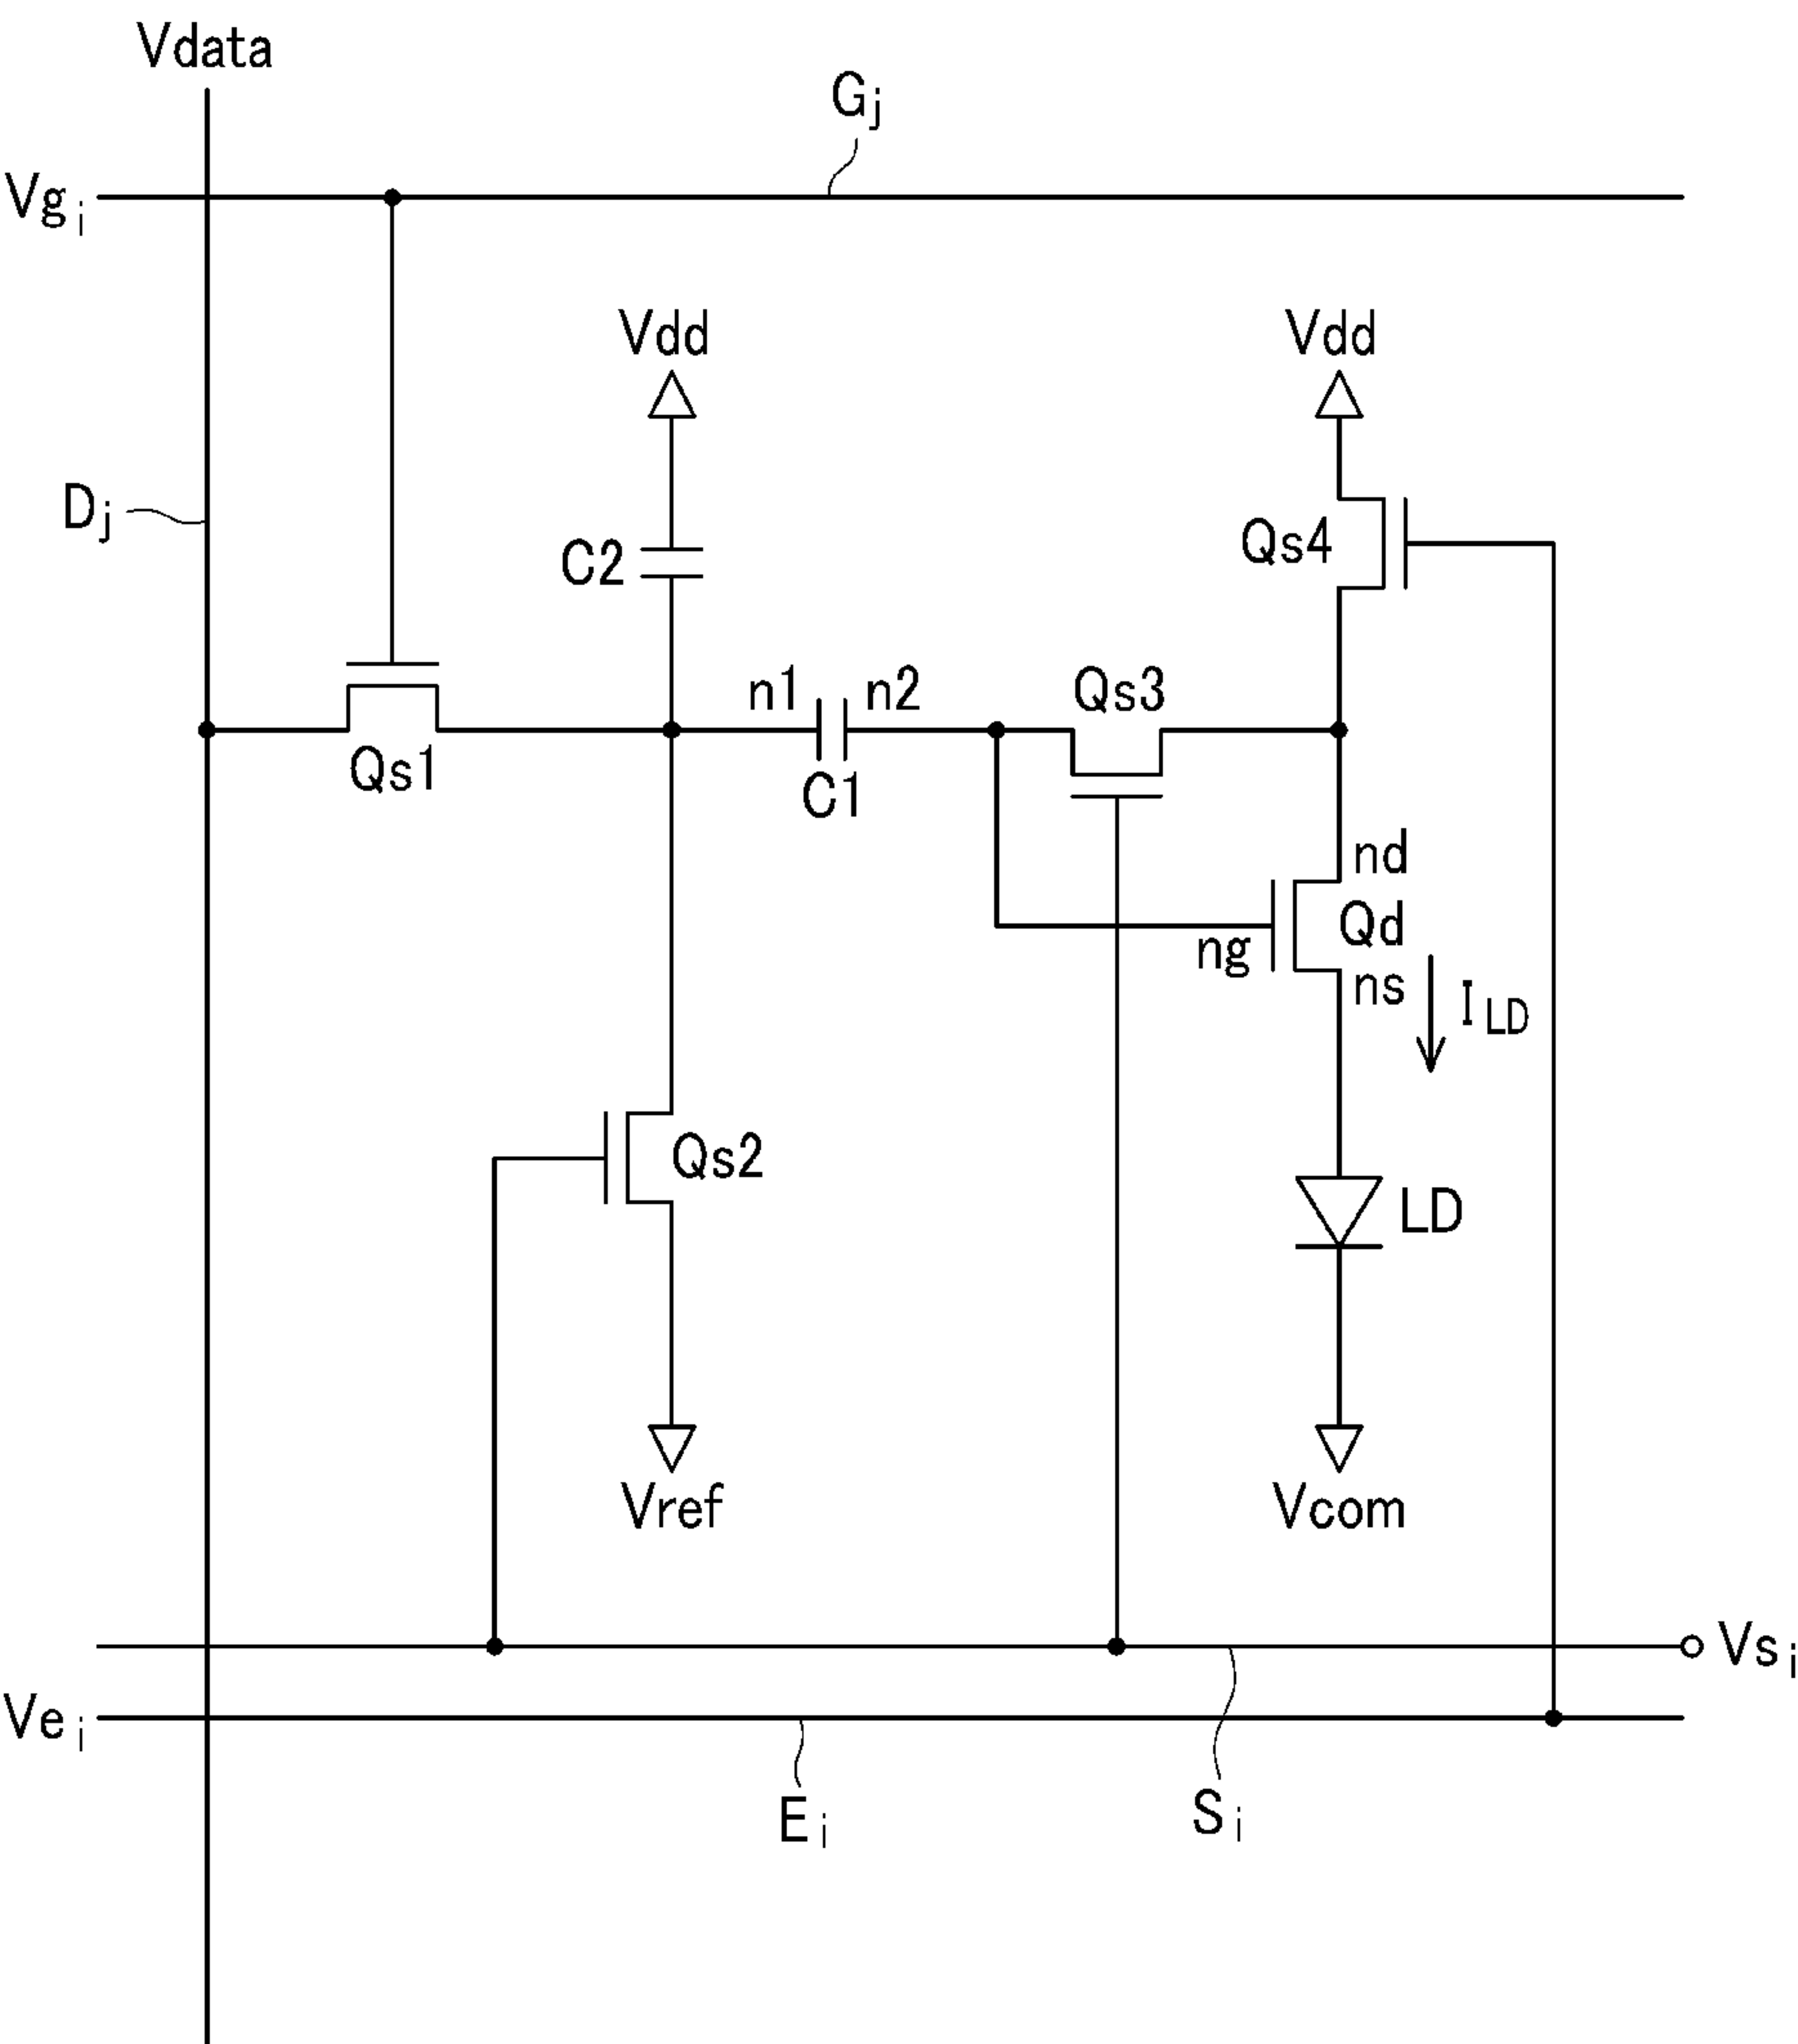 Vdata
Gj
Vgi
Vdd
Vdd
Dj
Qs4
C2
n1
n2
Qs3
Qs1
C1
nd
Qd
ng
ns
ILD
Qs2
LD
Vref
Vcom
Vsi
Vei
Ei
Si